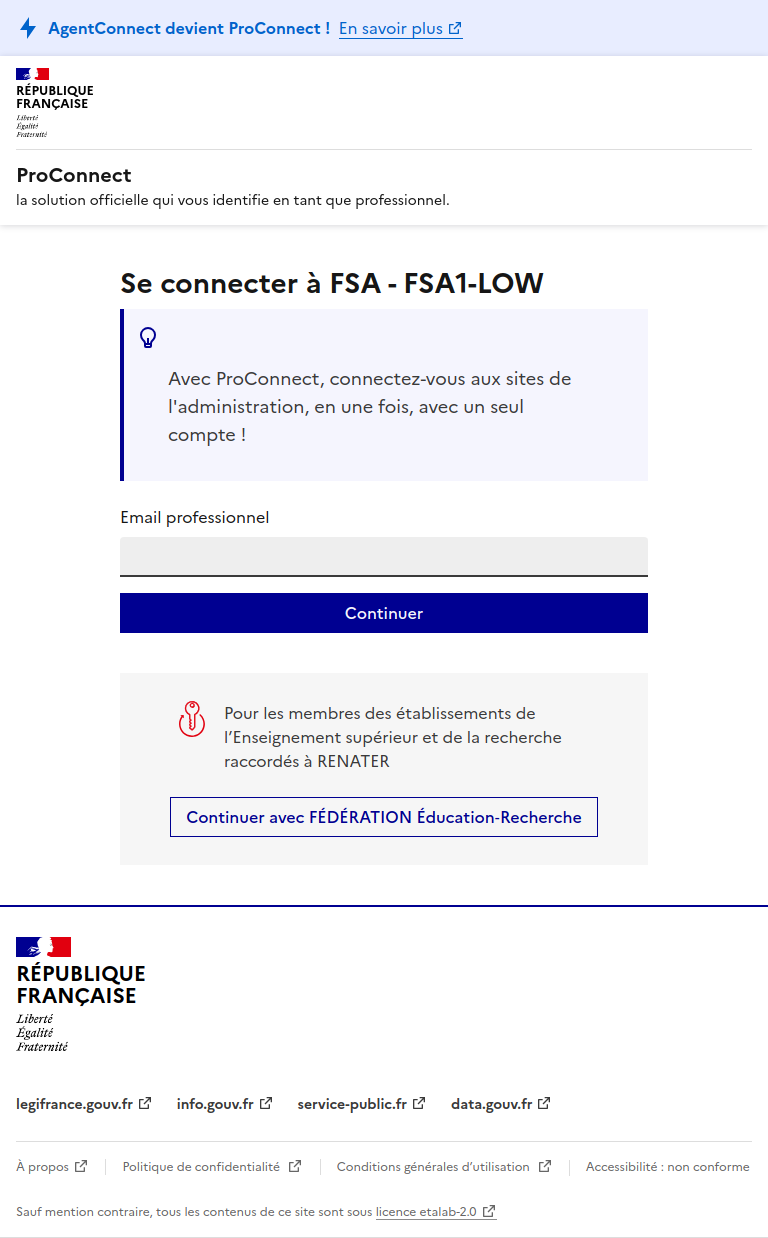 AgentConnect devient ProConnect ! En savoir plus
RÉPUBLIQUE
FRANÇAISE
Liberté
Égalité
Fraternité
ProConnect
la solution officielle qui vous identifie en tant que professionnel.
Se connecter à FSA - FSA1-LOW
Avec ProConnect, connectez-vous aux sites de
l'administration, en une fois, avec un seul
compte !
Email professionnel
Continuer
Pour les membres des établissements de
l’Enseignement supérieur et de la recherche
raccordés à RENATER
Continuer avec FÉDÉRATION Éducation-Recherche
RÉPUBLIQUE
FRANÇAISE
Liberté
Égalité
Fraternité
legifrance.gouv.fr info.gouv.fr service-public.fr data.gouv.fr
À propos Politique de confidentialité Conditions générales d’utilisation Accessibilité : non conforme
Sauf mention contraire, tous les contenus de ce site sont sous licence etalab-2.0